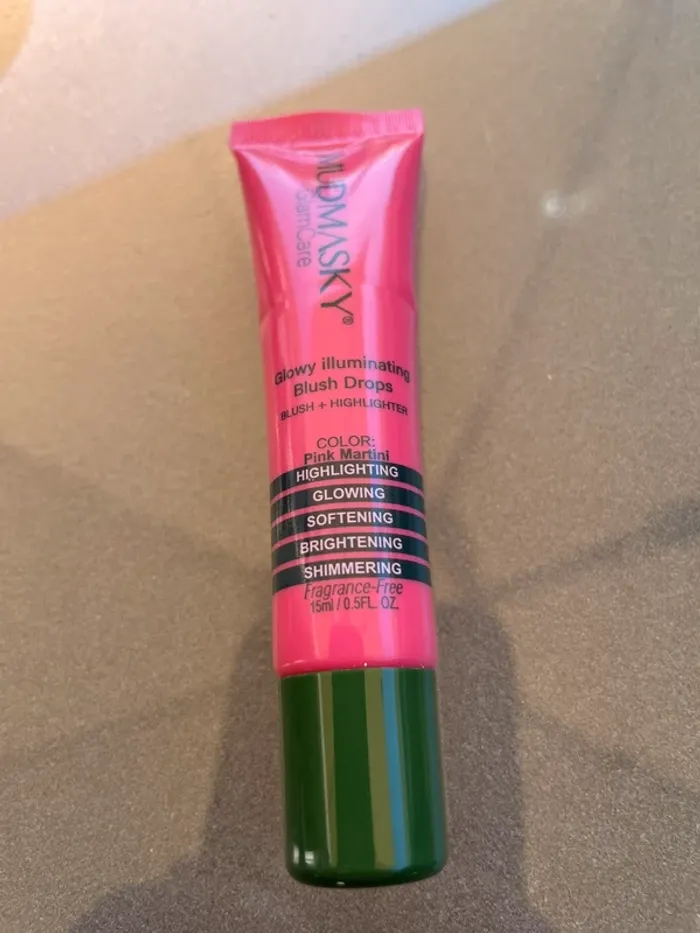 MUDMASKY®
GlamCare
Glowy illuminating
Blush Drops
BLUSH + HIGHLIGHTER
COLOR:
Pink Martini
HIGHLIGHTING
GLOWING
SOFTENING
BRIGHTENING
SHIMMERING
Fragrance-Free
15ml / 0.5FL. OZ.